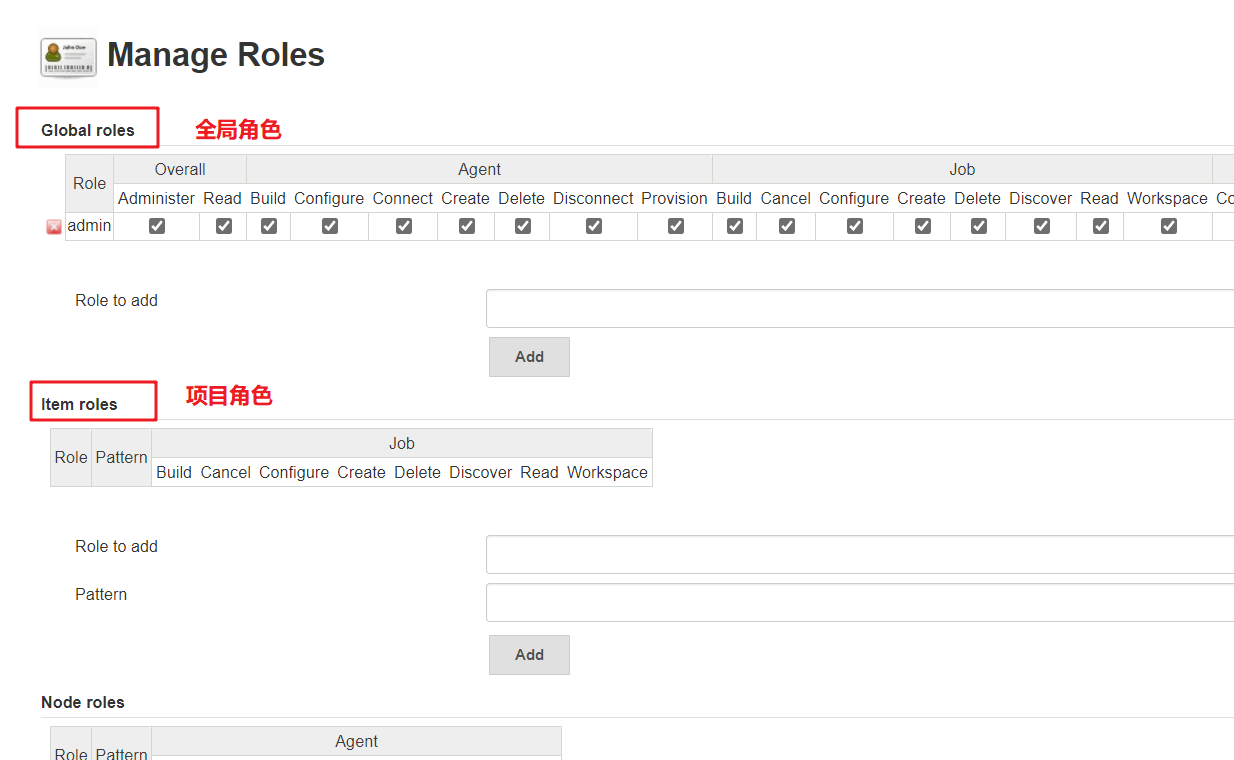 John Doe
Manage Roles
Global roles 全局角色
Role Overall Agent Job
Administer Read Build Configure Connect Create Delete Disconnect Provision Build Cancel Configure Create Delete Discover Read Workspace Co
admin
Role to add
Add
Item roles 项目角色
Role Pattern Job
Build Cancel Configure Create Delete Discover Read Workspace
Role to add
Pattern
Add
Node roles
Role Pattern Agent